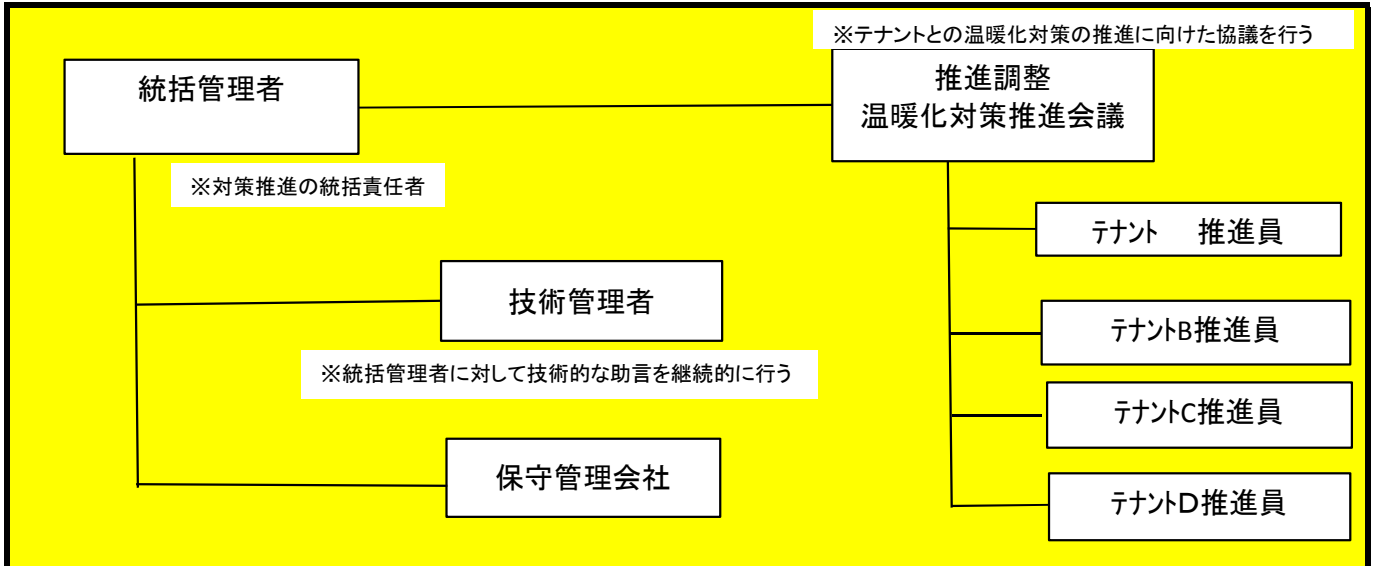 ※テナントとの温暖化対策の推進に向けた協議を行う
統括管理者
推進調整
温暖化対策推進会議
※対策推進の統括責任者
テナント　推進員
技術管理者
テナントB推進員
※統括管理者に対して技術的な助言を継続的に行う
テナントC推進員
保守管理会社
テナントD推進員